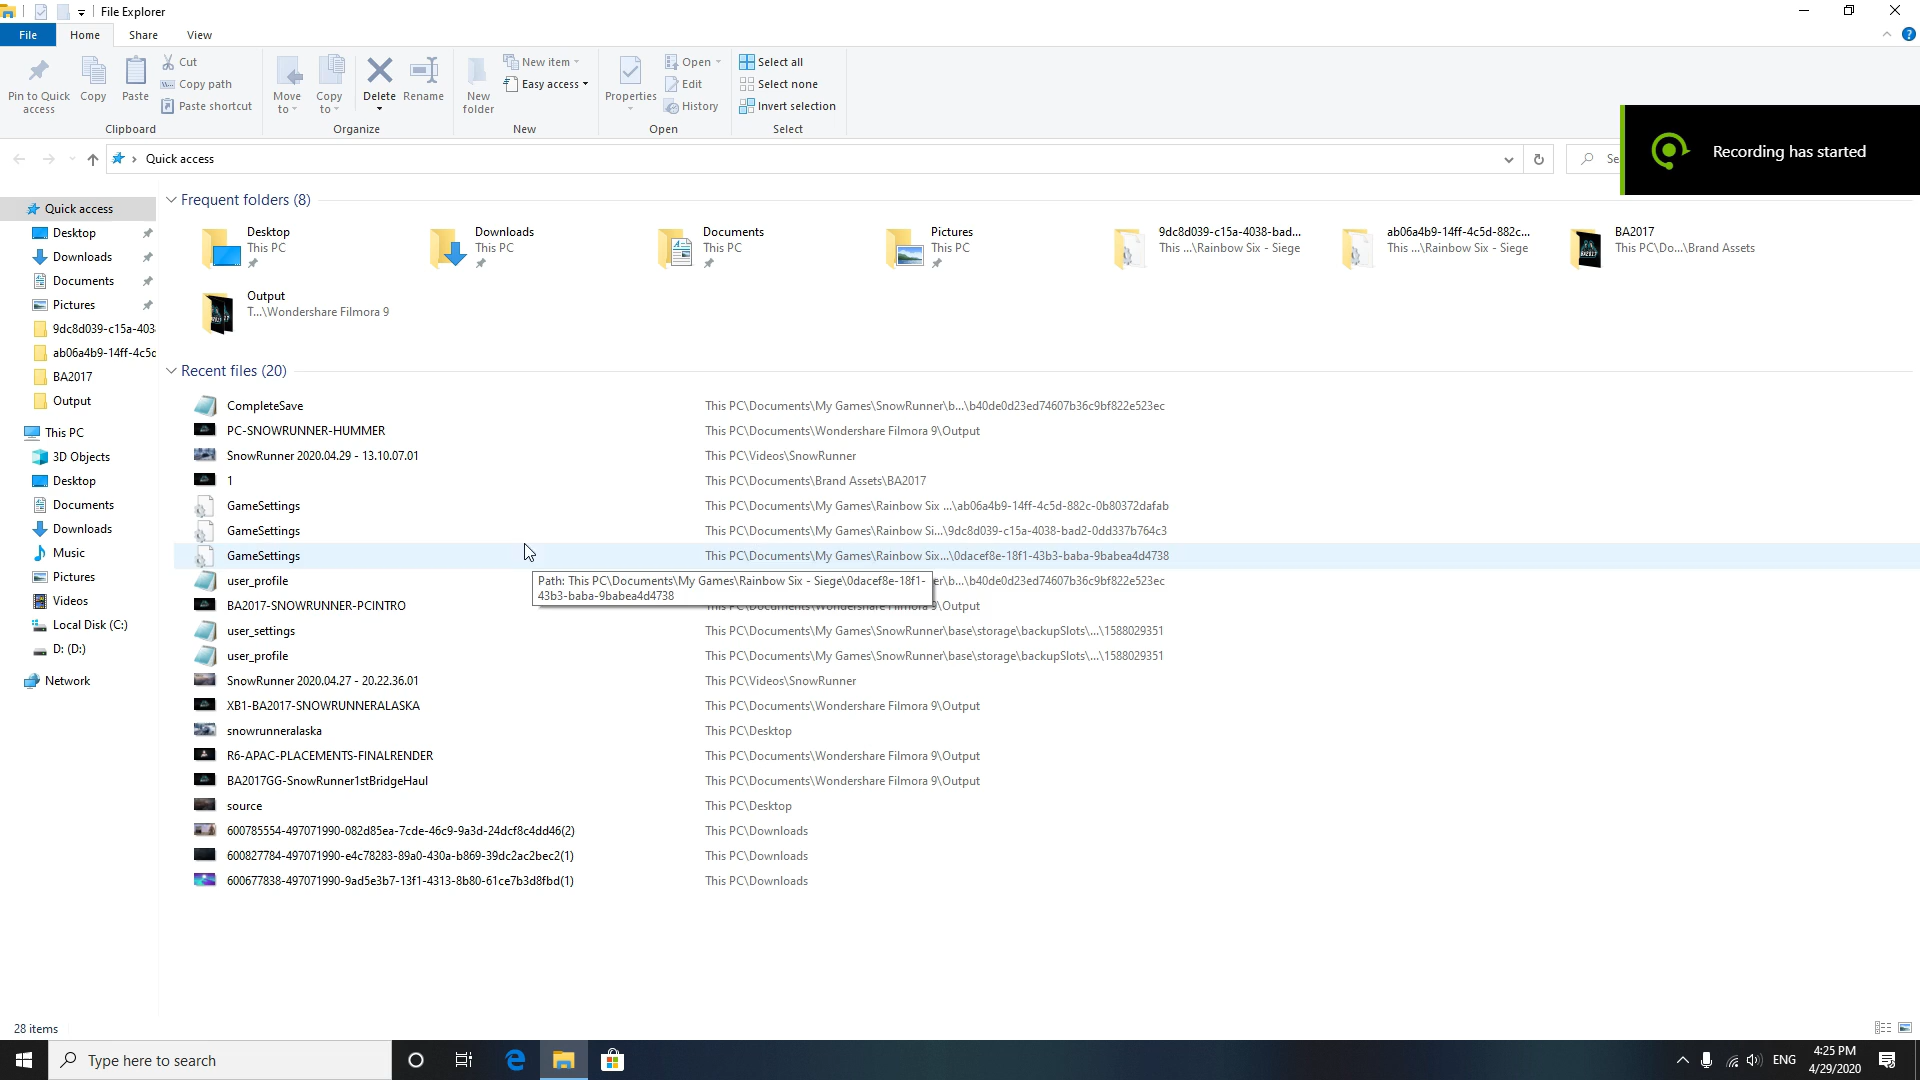 File Explorer
File Home Share View
Pin to Quick access
Copy
Paste
Cut
Copy path
Paste shortcut
Clipboard
Move to
Copy to
Delete
Rename
Organize
New folder
New item
Easy access
New
Properties
Open
Edit
History
Open
Select all
Select none
Invert selection
Select
Recording has started
Quick access
Quick access
Desktop
Downloads
Documents
Pictures
9dc8d039-c15a-403
ab06a4b9-14ff-4c5c
BA2017
Output
This PC
3D Objects
Desktop
Documents
Downloads
Music
Pictures
Videos
Local Disk (C:)
D: (D:)
Network
Frequent folders (8)
Desktop
This PC
Downloads
This PC
Documents
This PC
Pictures
This PC
9dc8d039-c15a-4038-bad...
This ...\Rainbow Six - Siege
ab06a4b9-14ff-4c5d-882c...
This ...\Rainbow Six - Siege
BA2017
This PC\Do...\Brand Assets
Output
T...\Wondershare Filmora 9
Recent files (20)
CompleteSave This PC\Documents\My Games\SnowRunner\b...\b40de0d23ed74607b36c9bf822e523ec
PC-SNOWRUNNER-HUMMER This PC\Documents\Wondershare Filmora 9\Output
SnowRunner 2020.04.29 - 13.10.07.01 This PC\Videos\SnowRunner
1 This PC\Documents\Brand Assets\BA2017
GameSettings This PC\Documents\My Games\Rainbow Six ...\ab06a4b9-14ff-4c5d-882c-0b80372dafab
GameSettings This PC\Documents\My Games\Rainbow Si...\9dc8d039-c15a-4038-bad2-0dd337b764c3
GameSettings This PC\Documents\My Games\Rainbow Six...\0dacef8e-18f1-43b3-baba-9babea4d4738
Path: This PC\Documents\My Games\Rainbow Six - Siege\0dacef8e-18f1-
43b3-baba-9babea4d4738
user_profile er\b...\b40de0d23ed74607b36c9bf822e523ec
BA2017-SNOWRUNNER-PCINTRO 9\Output
user_settings This PC\Documents\My Games\SnowRunner\base\storage\backupSlots\...\1588029351
user_profile This PC\Documents\My Games\SnowRunner\base\storage\backupSlots\...\1588029351
SnowRunner 2020.04.27 - 20.22.36.01 This PC\Videos\SnowRunner
XB1-BA2017-SNOWRUNNERALASKA This PC\Documents\Wondershare Filmora 9\Output
snowrunneralaska This PC\Desktop
R6-APAC-PLACEMENTS-FINALRENDER This PC\Documents\Wondershare Filmora 9\Output
BA2017GG-SnowRunner1stBridgeHaul This PC\Documents\Wondershare Filmora 9\Output
source This PC\Desktop
600785554-497071990-082d85ea-7cde-46c9-9a3d-24dcf8c4dd46(2) This PC\Downloads
600827784-497071990-e4c78283-89a0-430a-b869-39dc2ac2bec2(1) This PC\Downloads
600677838-497071990-9ad5e3b7-13f1-4313-8b80-61ce7b3d8fbd(1) This PC\Downloads
28 items
Type here to search
ENG
4:25 PM
4/29/2020